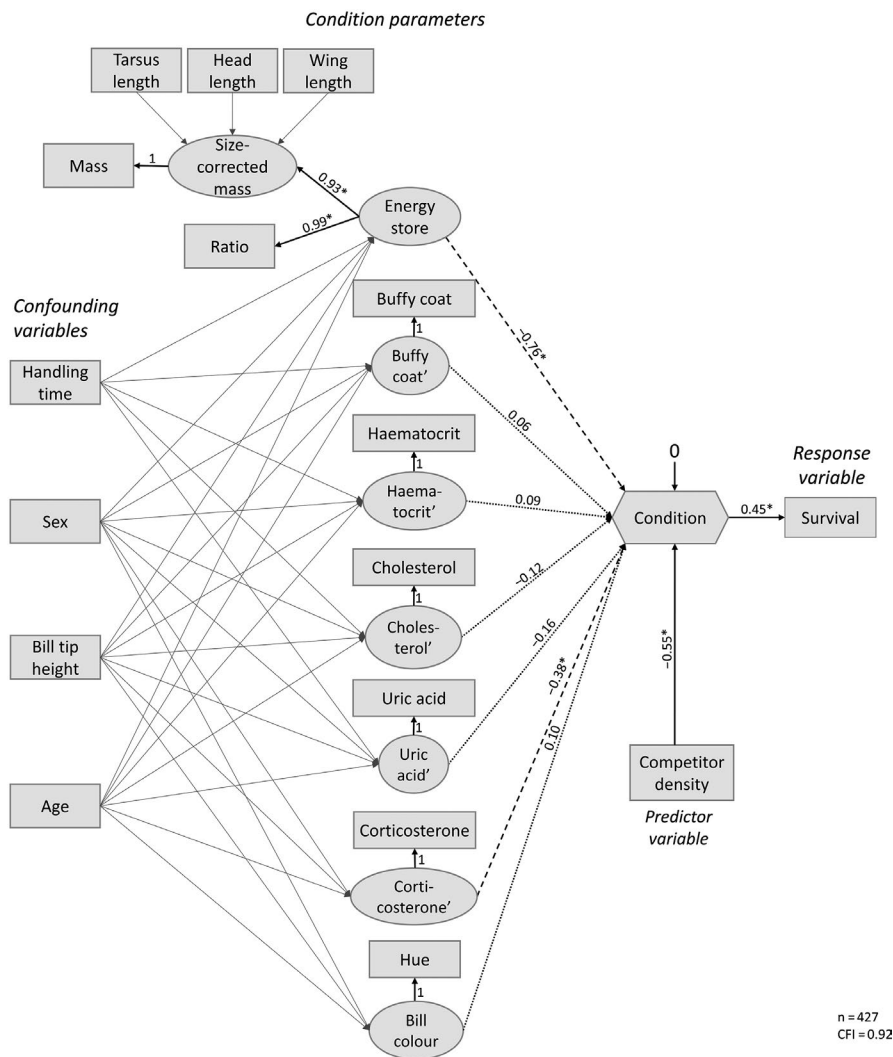 Condition parameters
Tarsus
length
Head
length
Wing
length
Mass
1
Size-
corrected
mass
0.93*
Energy
store
0.99*
Ratio
Confounding
variables
Buffy coat
1
Buffy
coat’
−0.76*
0.06
Handling
time
Haematocrit
1
Haema-
tocrit’
0.09
Sex
0
Condition
0.45*
Response
variable
Survival
Cholesterol
1
Choles-
terol’
−0.12
Bill tip
height
Uric acid
1
Uric
acid’
−0.16
−0.38*
0.10
−0.55*
Competitor
density
Predictor
variable
Age
Corticosterone
1
Corti-
costerone’
Hue
1
Bill
colour
n = 427
CFI = 0.92